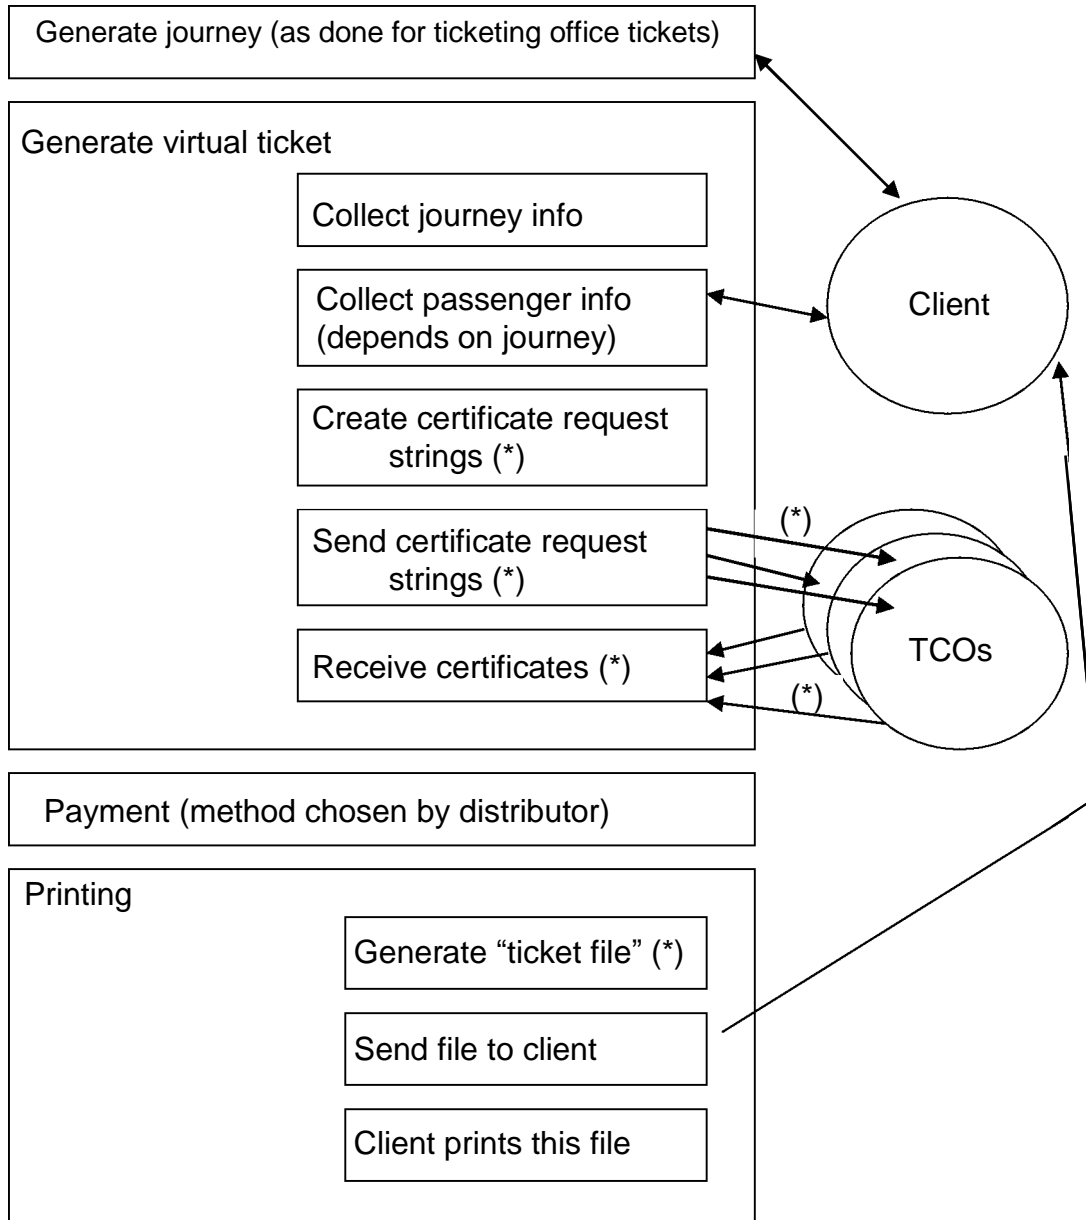 Generate journey (as done for ticketing office tickets)
Generate virtual ticket
Collect journey info
Collect passenger info
(depends on journey)
Client
Create certificate request
strings (*)
Send certificate request
strings (*)
(*)
Receive certificates (*)
TCOs
(*)
Payment (method chosen by distributor)
Printing
Generate “ticket file” (*)
Send file to client
Client prints this file